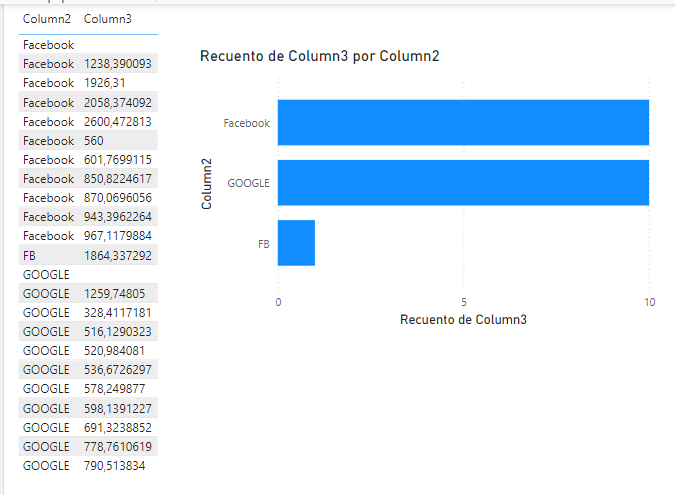 Column2 Column3
Facebook
Facebook 1238,390093
Facebook 1926,31
Facebook 2058,374092
Facebook 2600,472813
Facebook 560
Facebook 601,7699115
Facebook 850,8224617
Facebook 870,0696056
Facebook 943,3962264
Facebook 967,1179884
FB 1864,337292
GOOGLE
GOOGLE 1259,74805
GOOGLE 328,4117181
GOOGLE 516,1290323
GOOGLE 520,984081
GOOGLE 536,6726297
GOOGLE 578,249877
GOOGLE 598,1391227
GOOGLE 691,3238852
GOOGLE 778,7610619
GOOGLE 790,513834
Recuento de Column3 por Column2
Column2
Facebook
GOOGLE
FB
0 5 10
Recuento de Column3